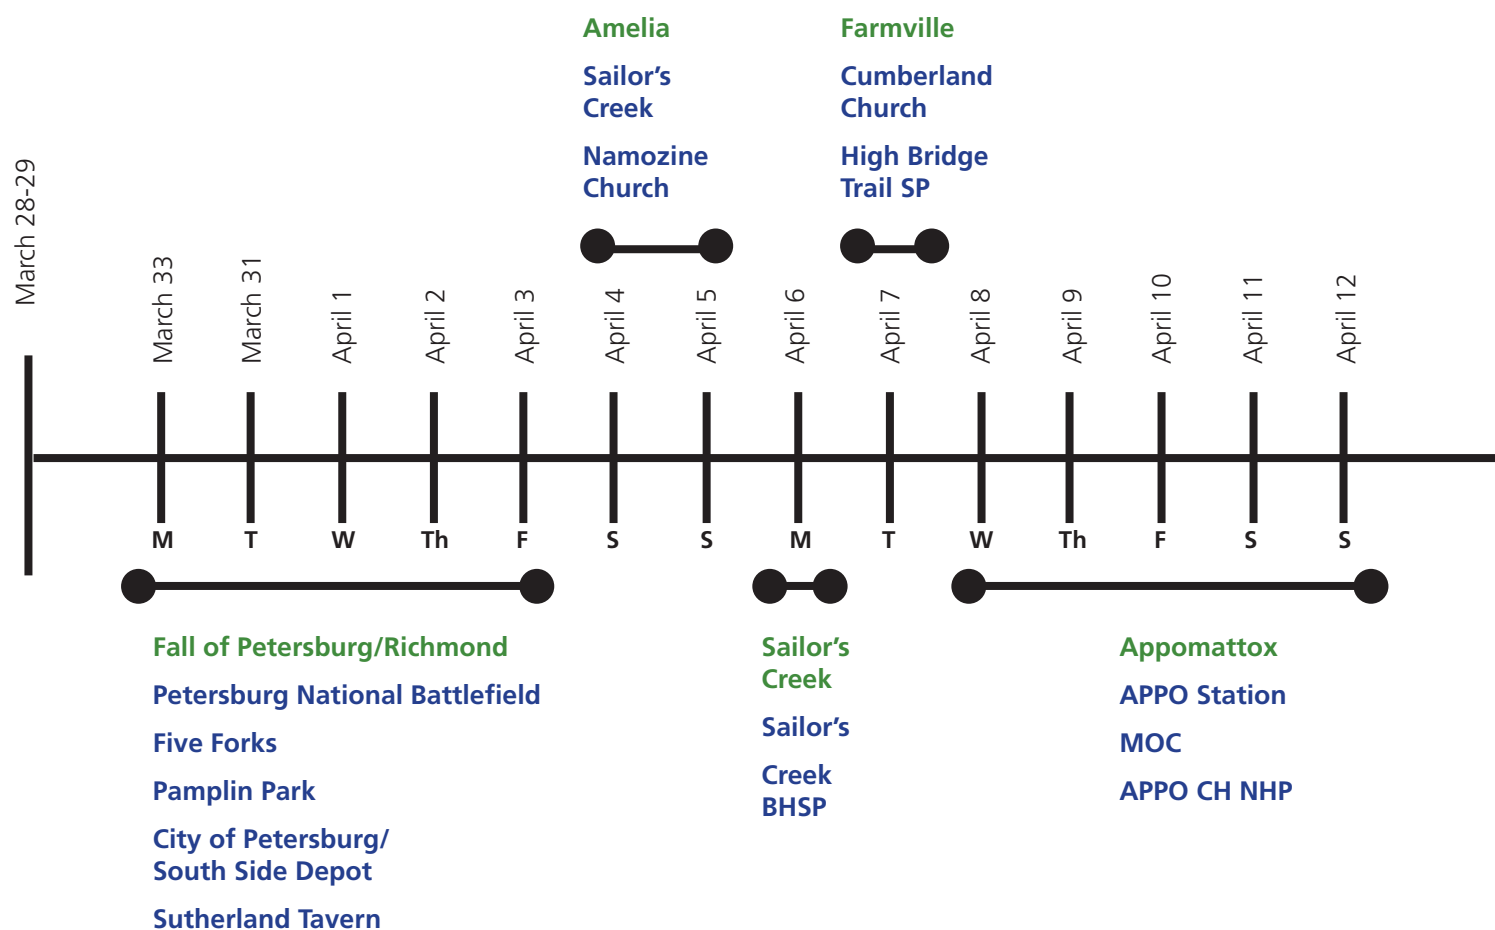 Amelia
Sailor’s
Creek
Namozine
Church
Farmville
Cumberland
Church
High Bridge
Trail SP
March 28-29
March 33
March 31
April 1
April 2
April 3
April 4
April 5
April 6
April 7
April 8
April 9
April 10
April 11
April 12
M
T
W
Th
F
S
S
M
T
W
Th
F
S
S
Fall of Petersburg/Richmond
Petersburg National Battlefield
Five Forks
Pamplin Park
City of Petersburg/
South Side Depot
Sutherland Tavern
Sailor’s
Creek
Sailor’s
Creek
BHSP
Appomattox
APPO Station
MOC
APPO CH NHP